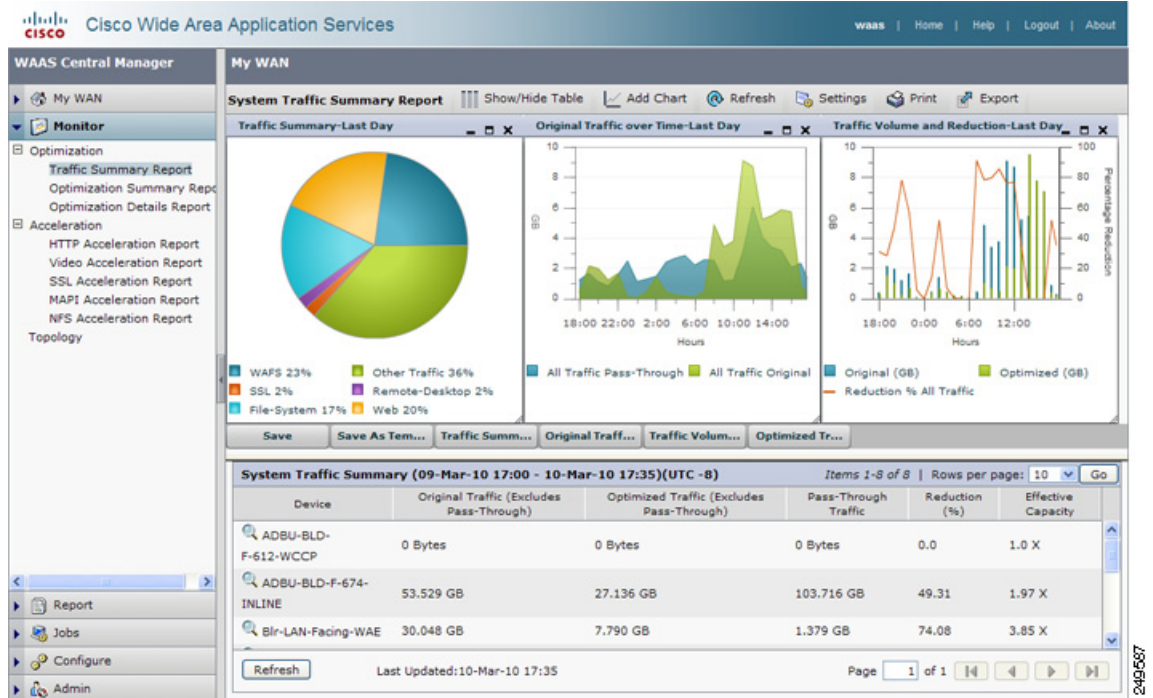 cisco
Cisco Wide Area Application Services
waas | Home | Help | Logout | About
WAAS Central Manager
My WAN
My WAN
Monitor
Optimization
Traffic Summary Report
Optimization Summary Repo
Optimization Details Report
Acceleration
HTTP Acceleration Report
Video Acceleration Report
SSL Acceleration Report
MAPI Acceleration Report
NFS Acceleration Report
Topology
Report
Jobs
Configure
Admin
System Traffic Summary Report
Show/Hide Table
Add Chart
Refresh
Settings
Print
Export
Traffic Summary-Last Day
WAFS 23%
Other Traffic 36%
SSL 2%
Remote-Desktop 2%
File-System 17%
Web 20%
Original Traffic over Time-Last Day
10
8
6
4
2
0
GB
18:00 22:00 2:00 6:00 10:00 14:00
Hours
All Traffic Pass-Through
All Traffic Original
Traffic Volume and Reduction-Last Day
10
8
6
4
2
0
GB
100
80
60
40
20
0
Percentage Reduction
18:00 0:00 6:00 12:00
Hours
Original (GB)
Optimized (GB)
Reduction % All Traffic
Save
Save As Tem...
Traffic Summ...
Original Traff...
Traffic Volum...
Optimized Tr...
System Traffic Summary (09-Mar-10 17:00 - 10-Mar-10 17:35)(UTC -8)
Items 1-8 of 8 | Rows per page: 10 Go
Device
Original Traffic (Excludes
Pass-Through)
Optimized Traffic (Excludes
Pass-Through)
Pass-Through
Traffic
Reduction
(%)
Effective
Capacity
ADBU-BLD-
F-612-WCCP
0 Bytes
0 Bytes
0 Bytes
0.0
1.0 X
ADBU-BLD-F-674-
INLINE
53.529 GB
27.136 GB
103.716 GB
49.31
1.97 X
Blr-LAN-Facing-WAE
30.048 GB
7.790 GB
1.379 GB
74.08
3.85 X
Refresh
Last Updated:10-Mar-10 17:35
Page 1 of 1
249587